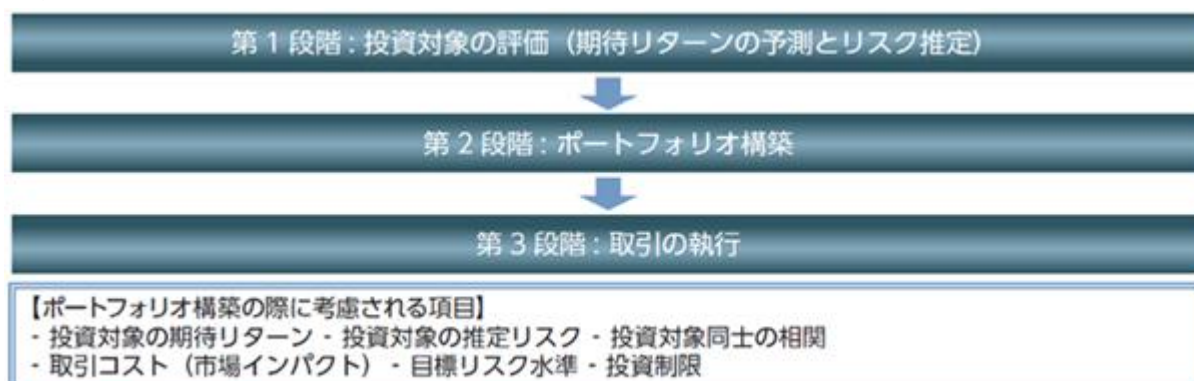 第1段階：投資対象の評価（期待リターンの予測とリスク推定）
第2段階：ポートフォリオ構築
第3段階：取引の執行
【ポートフォリオ構築の際に考慮される項目】
- 投資対象の期待リターン - 投資対象の推定リスク - 投資対象同士の相関
- 取引コスト（市場インパクト） - 目標リスク水準 - 投資制限